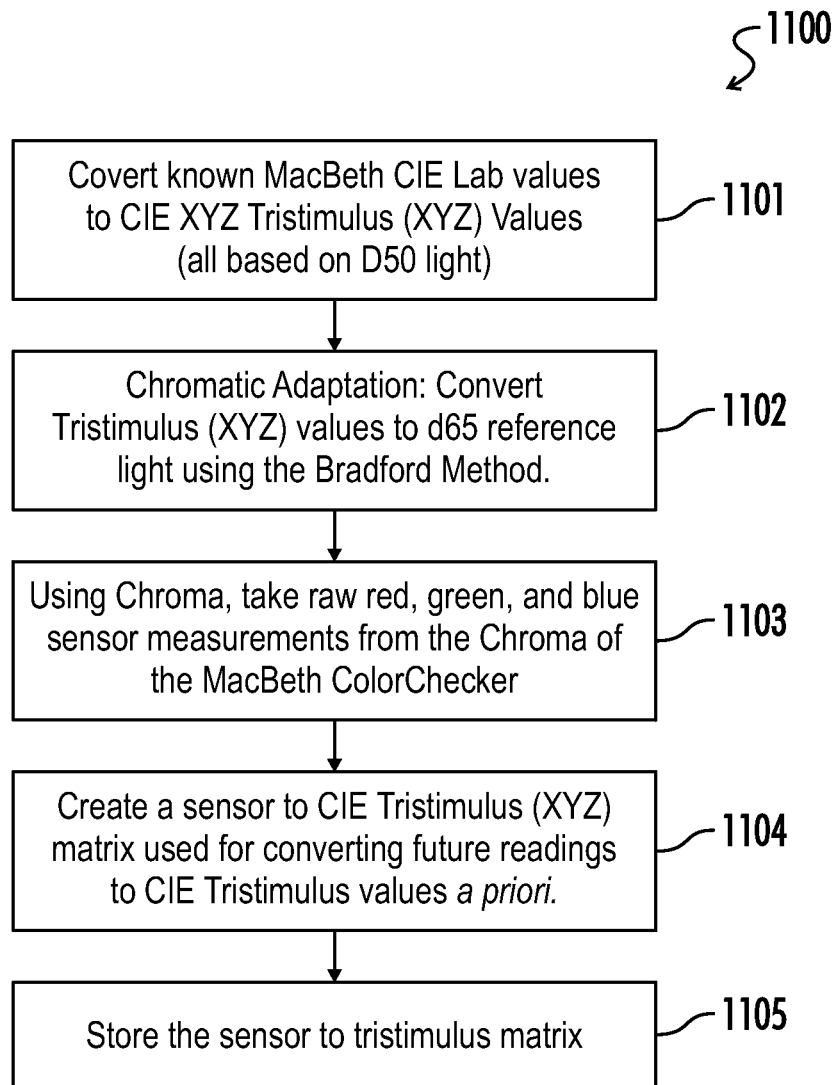 1100
Covert known MacBeth CIE Lab values
to CIE XYZ Tristimulus (XYZ) Values
(all based on D50 light)
1101
Chromatic Adaptation: Convert
Tristimulus (XYZ) values to d65 reference
light using the Bradford Method.
1102
Using Chroma, take raw red, green, and blue
sensor measurements from the Chroma of
the MacBeth ColorChecker
1103
Create a sensor to CIE Tristimulus (XYZ)
matrix used for converting future readings
to CIE Tristimulus values a priori.
1104
Store the sensor to tristimulus matrix
1105